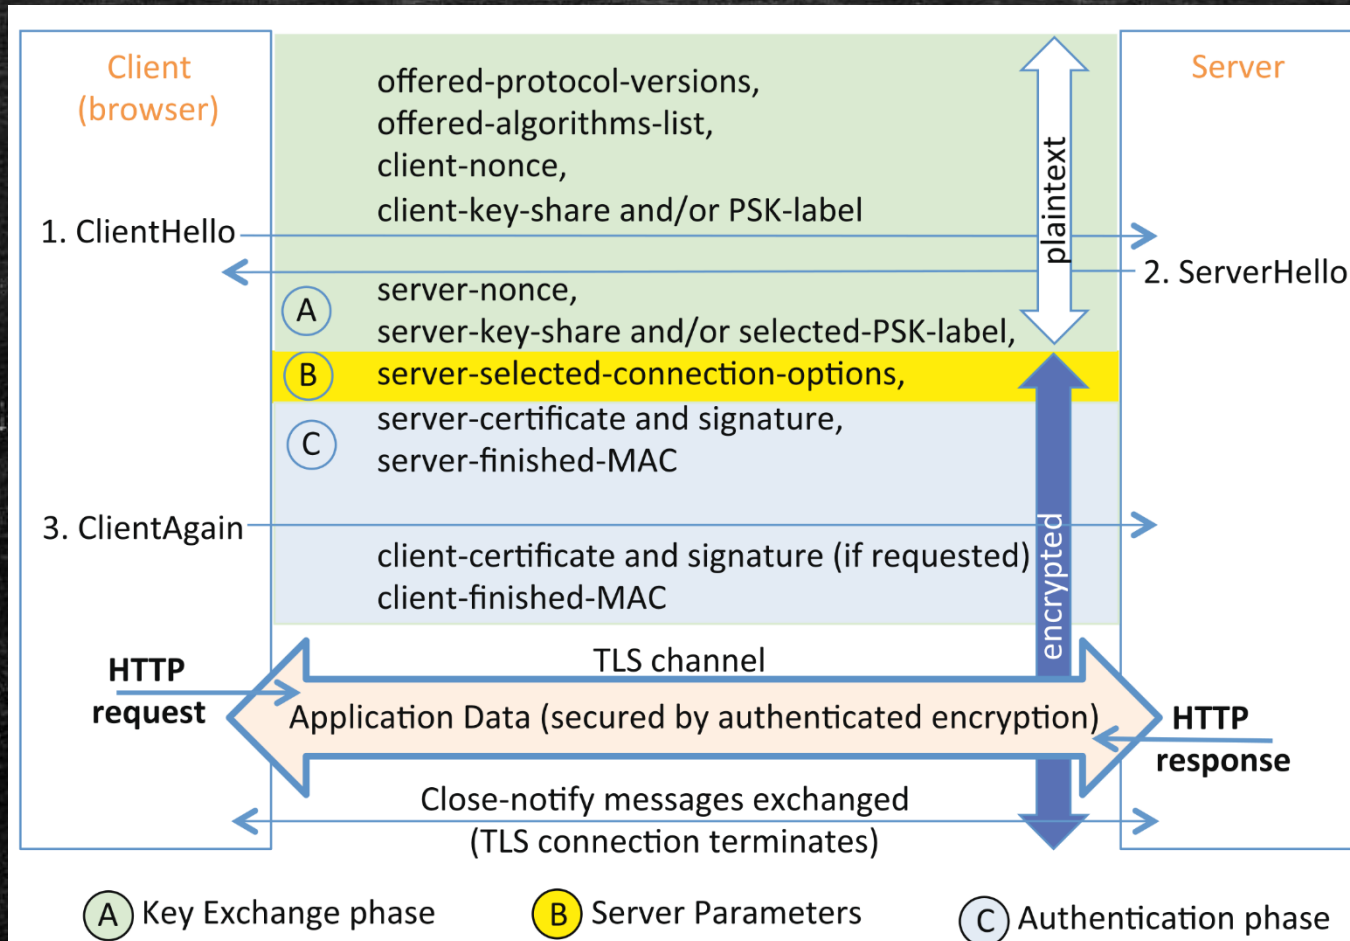 Client
(browser)
Server
offered-protocol-versions,
offered-algorithms-list,
client-nonce,
client-key-share and/or PSK-label
plaintext
1. ClientHello
2. ServerHello
A
server-nonce,
server-key-share and/or selected-PSK-label,
B
server-selected-connection-options,
C
server-certificate and signature,
server-finished-MAC
3. ClientAgain
encrypted
client-certificate and signature (if requested)
client-finished-MAC
TLS channel
HTTP
request
Application Data (secured by authenticated encryption)
HTTP
response
Close-notify messages exchanged
(TLS connection terminates)
A Key Exchange phase
B Server Parameters
C Authentication phase